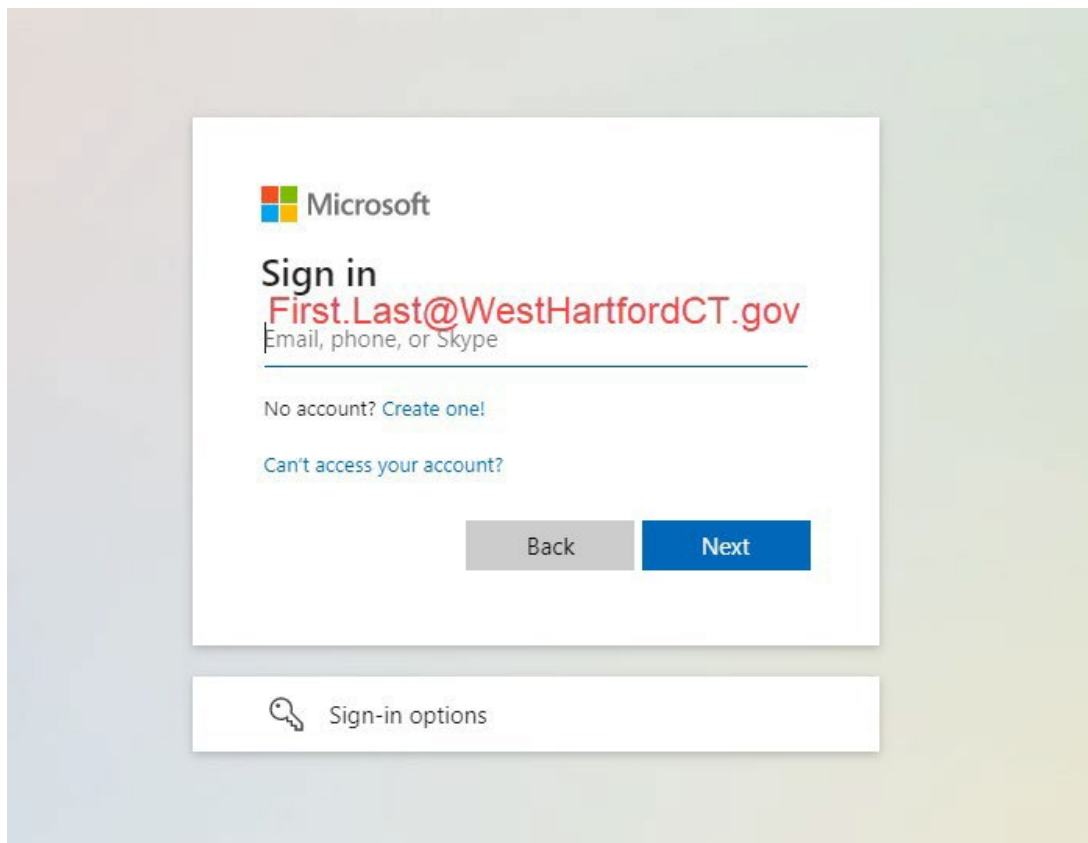 Microsoft
Sign in
First.Last@WestHartfordCT.gov
Email, phone, or Skype
No account? Create one!
Can't access your account?
Back
Next
Sign-in options